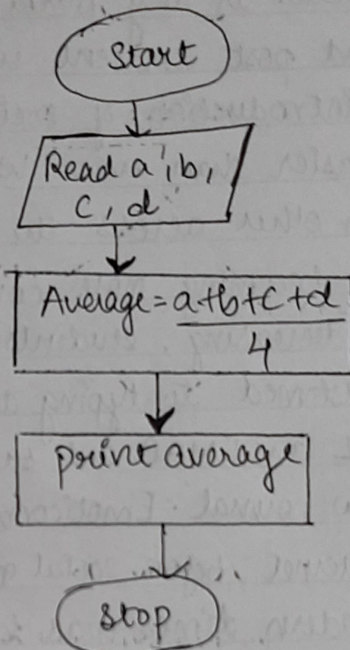 Start
Read a, b,
c, d
Average = a+b+c+d
4
print average
stop